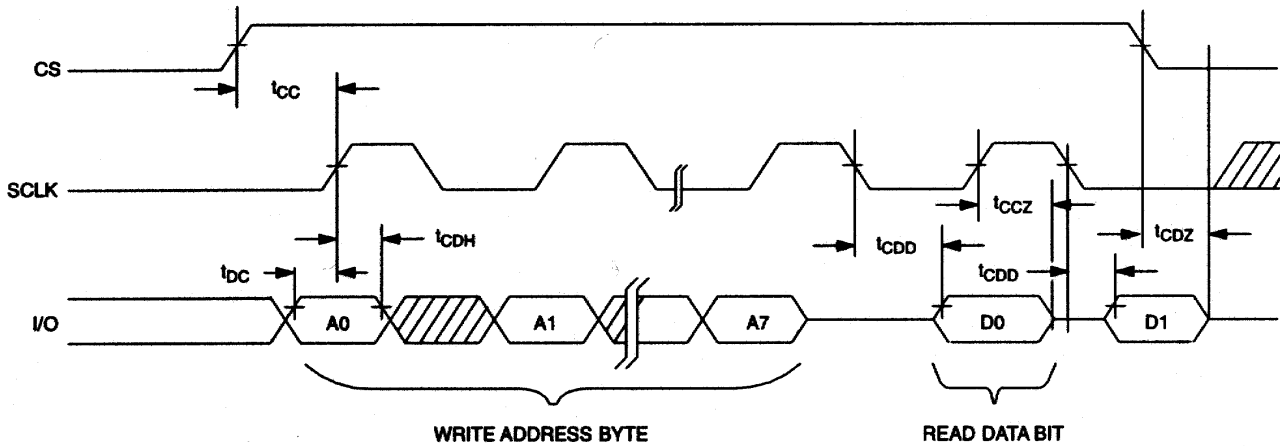 CS
tCC
SCLK
tCCZ
tCDH
tCDD
tCDZ
tDC
tCDD
I/O
A0
A1
A7
D0
D1
WRITE ADDRESS BYTE
READ DATA BIT